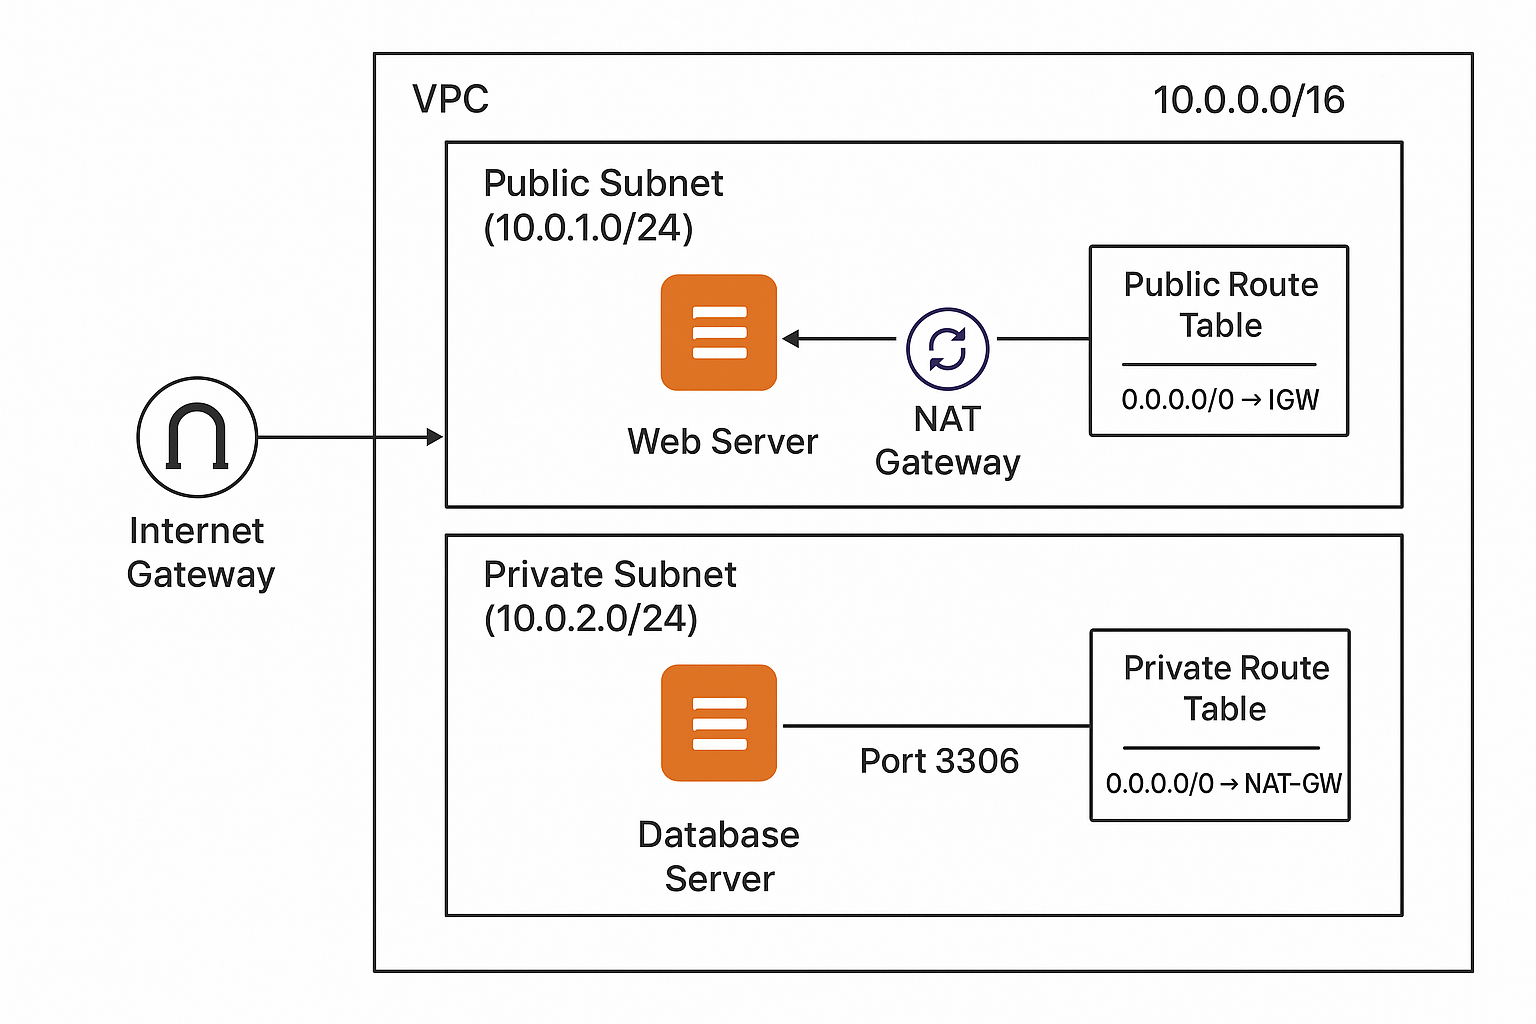 VPC
10.0.0.0/16
Public Subnet
(10.0.1.0/24)
Public Route
Table
0.0.0.0/0 → IGW
Web Server
NAT
Gateway
Internet
Gateway
Private Subnet
(10.0.2.0/24)
Private Route
Table
0.0.0.0/0 → NAT-GW
Port 3306
Database
Server